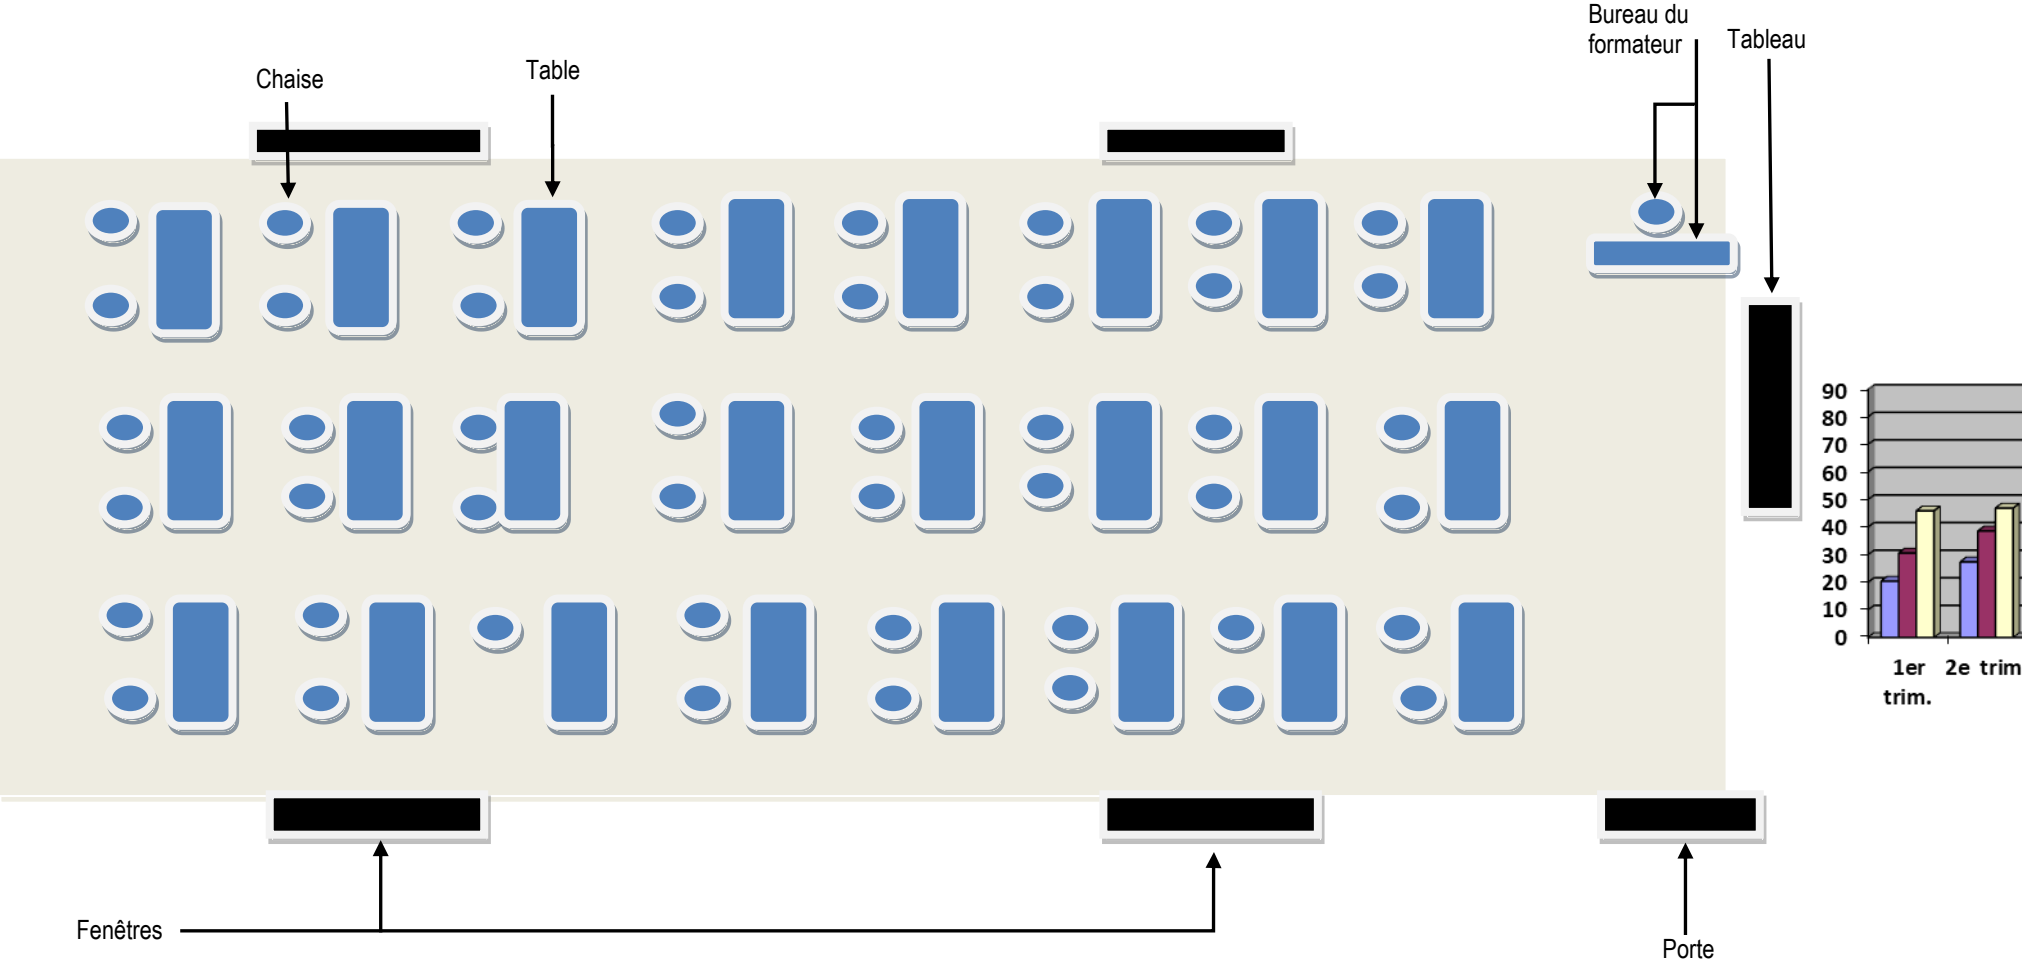 Bureau du
formateur
Tableau
Chaise
Table
90
80
70
60
50
40
30
20
10
0
1er
trim.
2e trim
Fenêtres
Porte